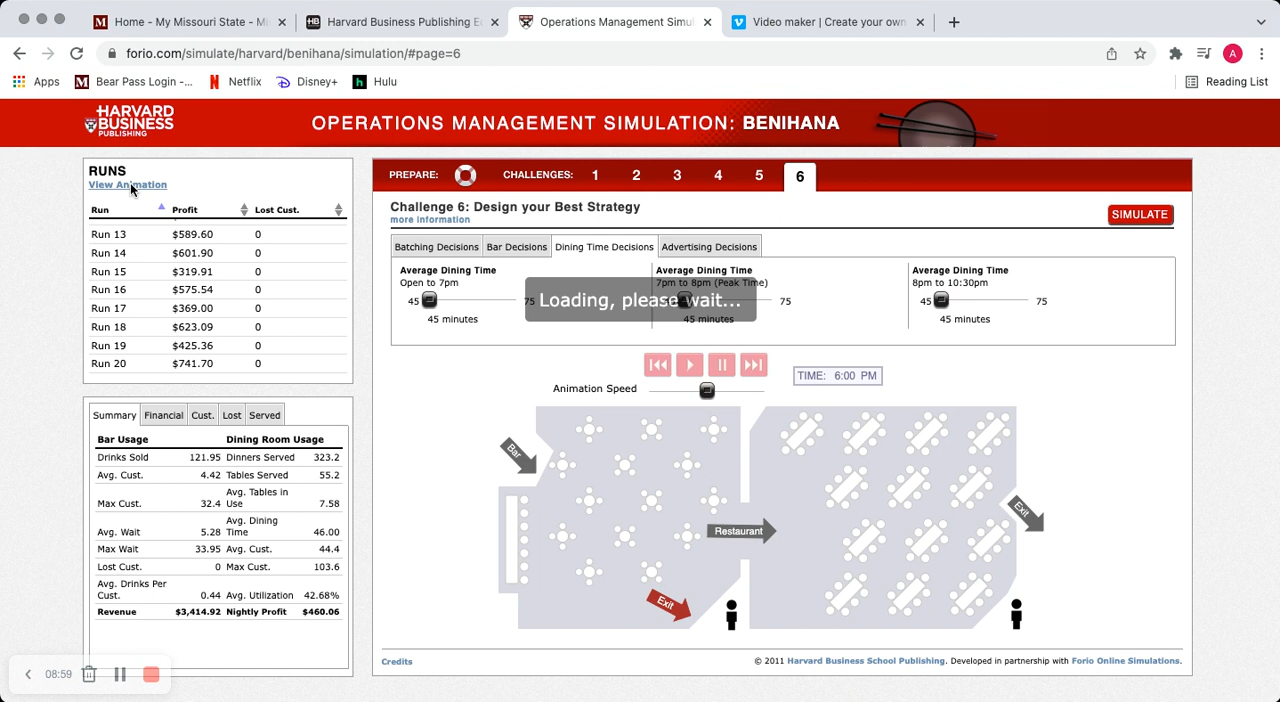 Home - My Missouri State - Mi
Harvard Business Publishing E
Operations Management Simul
Video maker | Create your own
forio.com/simulate/harvard/benihana/simulation/#page=6
A
Apps
Bear Pass Login -...
Netflix
Disney+
Hulu
Reading List
HARVARD
BUSINESS
PUBLISHING
OPERATIONS MANAGEMENT SIMULATION: BENIHANA
RUNS
View Animation
Run Profit Lost Cust.
Run 13 $589.60 0
Run 14 $601.90 0
Run 15 $319.91 0
Run 16 $575.54 0
Run 17 $369.00 0
Run 18 $623.09 0
Run 19 $425.36 0
Run 20 $741.70 0
Summary Financial Cust. Lost Served
Bar Usage Dining Room Usage
Drinks Sold 121.95 Dinners Served 323.2
Avg. Cust. 4.42 Tables Served 55.2
Max Cust. 32.4 Avg. Tables in Use 7.58
Avg. Wait 5.28 Avg. Dining Time 46.00
Max Wait 33.95 Avg. Cust. 44.4
Lost Cust. 0 Max Cust. 103.6
Avg. Drinks Per Cust. 0.44 Avg. Utilization 42.68%
Revenue $3,414.92 Nightly Profit $460.06
08:59
PREPARE: CHALLENGES: 1 2 3 4 5 6
Challenge 6: Design your Best Strategy
more information
SIMULATE
Batching Decisions Bar Decisions Dining Time Decisions Advertising Decisions
Average Dining Time
Open to 7pm
45 75
45 minutes
Average Dining Time
7pm to 8pm (Peak Time)
75
45 minutes
Average Dining Time
8pm to 10:30pm
45 75
45 minutes
Loading, please wait...
Animation Speed
TIME: 6:00 PM
Bar
Restaurant
Exit
Exit
Credits
© 2011 Harvard Business School Publishing. Developed in partnership with Forio Online Simulations.